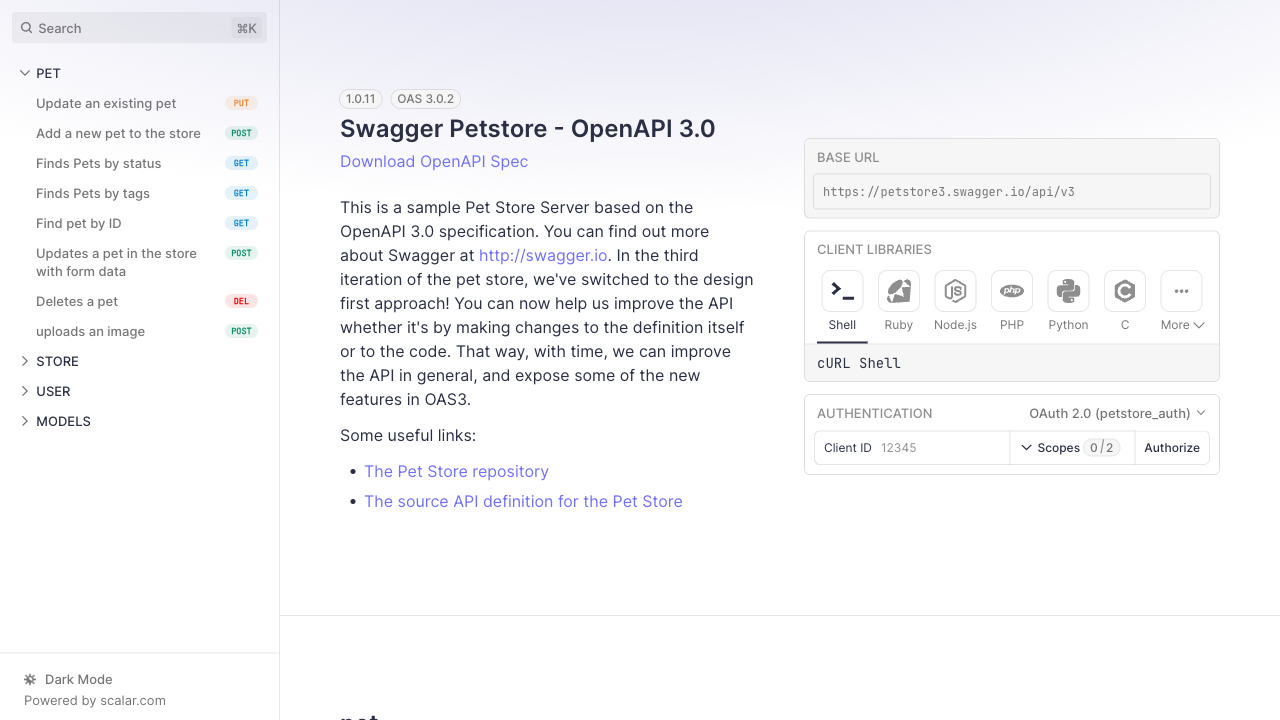 Search ⌘K
PET
Update an existing pet PUT
Add a new pet to the store POST
Finds Pets by status GET
Finds Pets by tags GET
Find pet by ID GET
Updates a pet in the store POST
with form data
Deletes a pet DEL
uploads an image POST
STORE
USER
MODELS
Dark Mode
Powered by scalar.com
1.0.11 OAS 3.0.2
Swagger Petstore - OpenAPI 3.0
Download OpenAPI Spec
This is a sample Pet Store Server based on the
OpenAPI 3.0 specification. You can find out more
about Swagger at http://swagger.io. In the third
iteration of the pet store, we've switched to the design
first approach! You can now help us improve the API
whether it's by making changes to the definition itself
or to the code. That way, with time, we can improve
the API in general, and expose some of the new
features in OAS3.
Some useful links:
• The Pet Store repository
• The source API definition for the Pet Store
BASE URL
https://petstore3.swagger.io/api/v3
CLIENT LIBRARIES
php
Shell Ruby Node.js PHP Python C More
cURL Shell
AUTHENTICATION OAuth 2.0 (petstore_auth)
Client ID 12345 Scopes 0/2 Authorize
pet